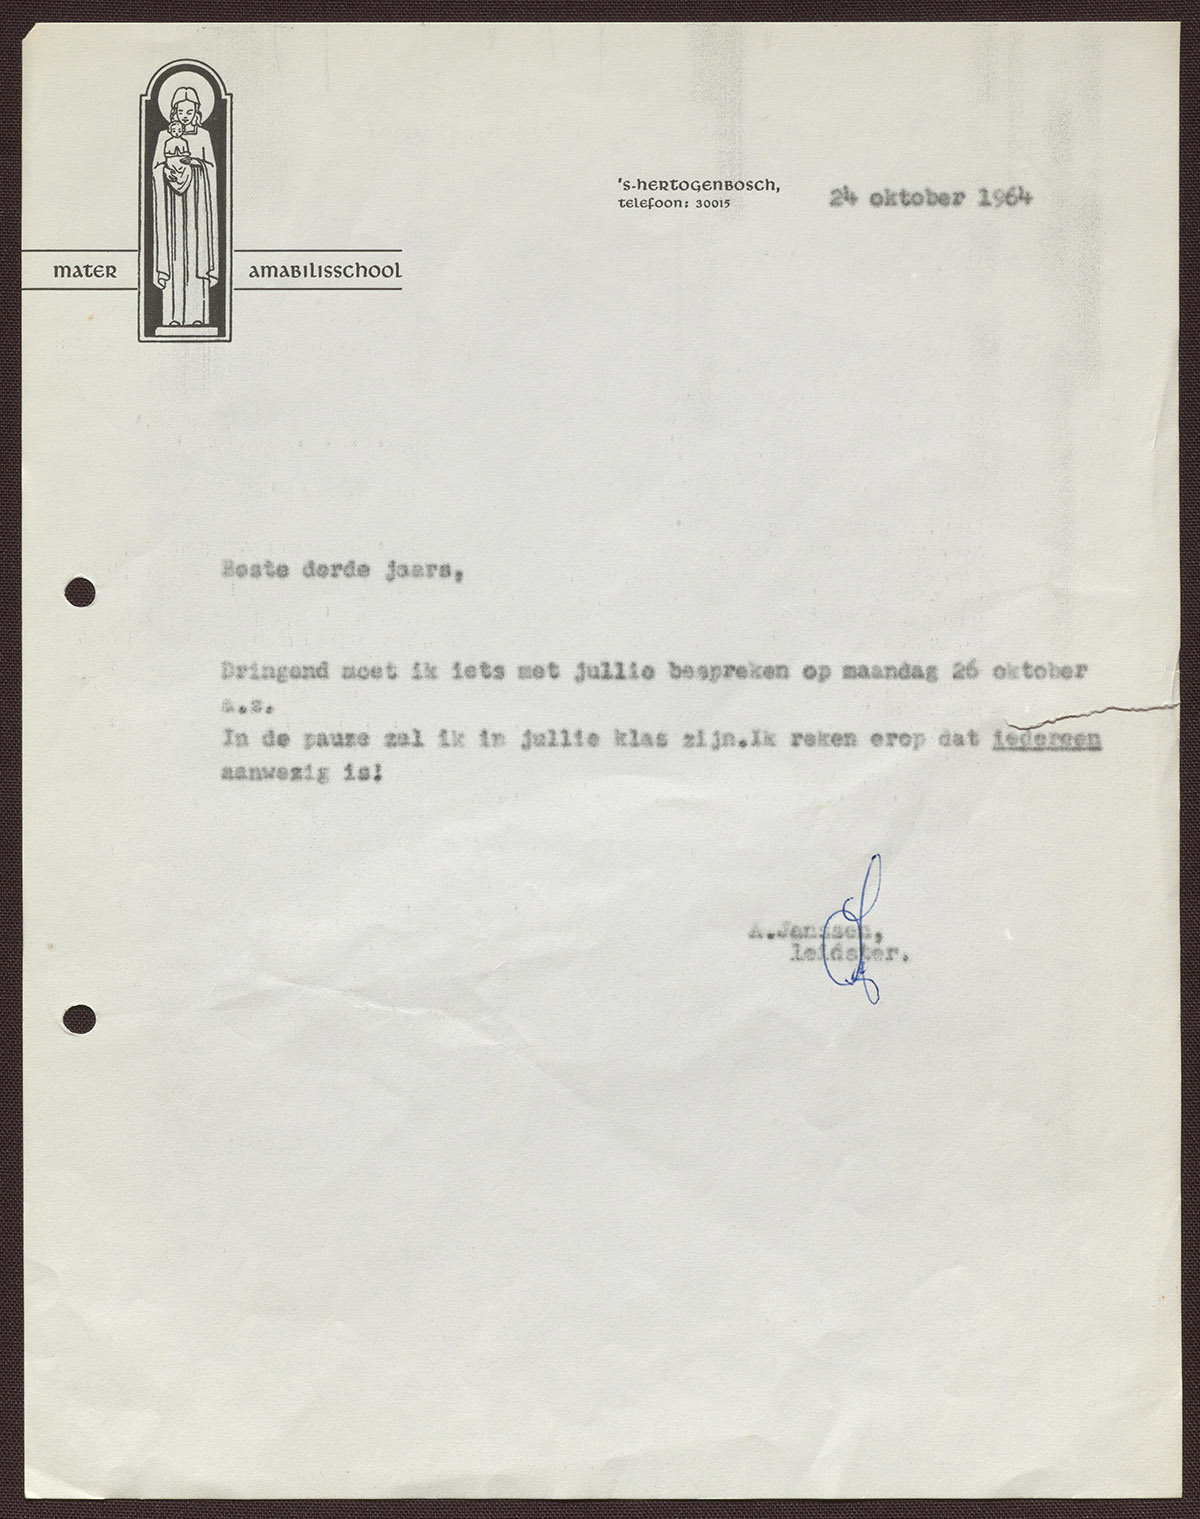 's-hertogenbosch,
telefoon: 30015
24 oktober 1964
mater amabilisschool
Beste derde jaars,
Dringend moet ik iets met jullie bespreken op maandag 26 oktober
a.s.
In de pauze zal ik in jullie klas zijn.Ik reken erop dat iedereen
aanwezig is!
A.Janssen,
leidster.